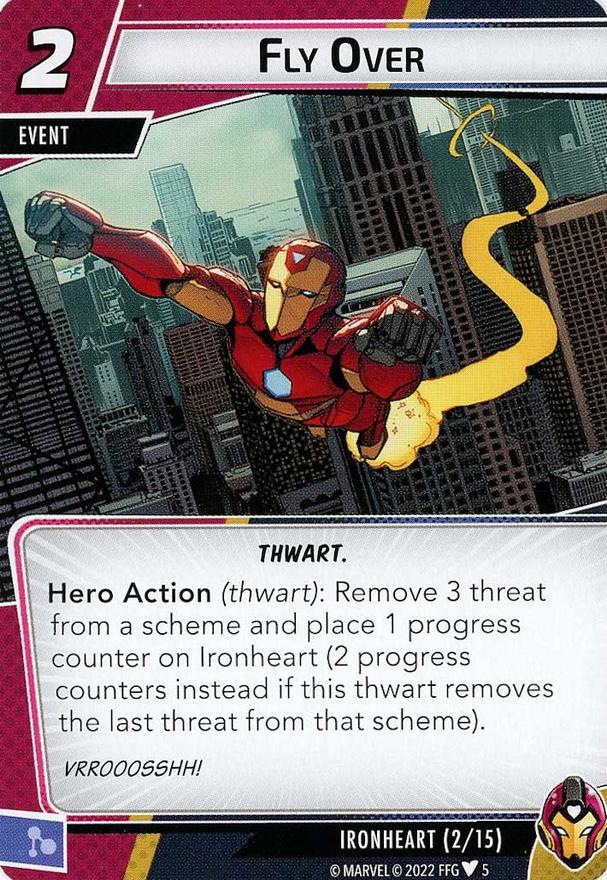 2
FLY OVER
EVENT
THWART.
Hero Action (thwart): Remove 3 threat
from a scheme and place 1 progress
counter on Ironheart (2 progress
counters instead if this thwart removes
the last threat from that scheme).
VRROOOSSHH!
IRONHEART (2/15)
© MARVEL © 2022 FFG 5